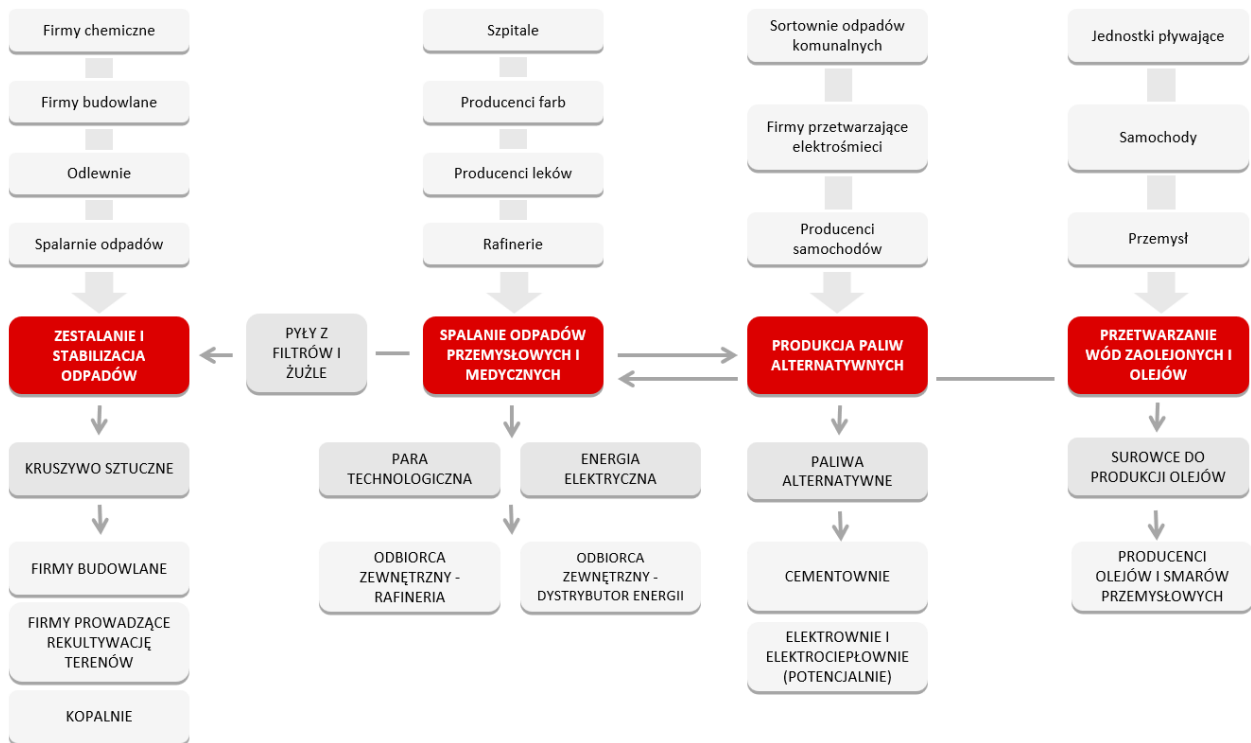 Firmy chemiczne
Firmy budowlane
Odlewnie
Spalarnie odpadów
ZESTALANIE I
STABILIZACJA
ODPADÓW
KRUSZYWO SZTUCZNE
FIRMY BUDOWLANE
FIRMY PROWADZĄCE
REKULTYWACJĘ
TERENÓW
KOPALNIE
PYŁY Z
FILTRÓW I
ŻUŻLE
Szpitale
Producenci farb
Producenci leków
Rafinerie
SPALANIE ODPADÓW
PRZEMYSŁOWYCH I
MEDYCZNYCH
PARA
TECHNOLOGICZNA
ENERGIA
ELEKTRYCZNA
ODBIORCA
ZEWNĘTRZNY -
RAFINERIA
ODBIORCA
ZEWNĘTRZNY -
DYSTRYBUTOR ENERGII
Sortownie odpadów
komunalnych
Firmy przetwarzające
elektrośmieci
Producenci
samochodów
PRODUKCJA PALIW
ALTERNATYWNYCH
PALIWA
ALTERNATYWNE
CEMENTOWNIE
ELEKTROWNIE I
ELEKTROCIEPŁOWNIE
(POTENCJALNIE)
Jednostki pływające
Samochody
Przemysł
PRZETWARZANIE
WÓD ZAOLEJONYCH I
OLEJÓW
SUROWCE DO
PRODUKCJI OLEJÓW
PRODUCENCI
OLEJÓW I SMARÓW
PRZEMYSŁOWYCH